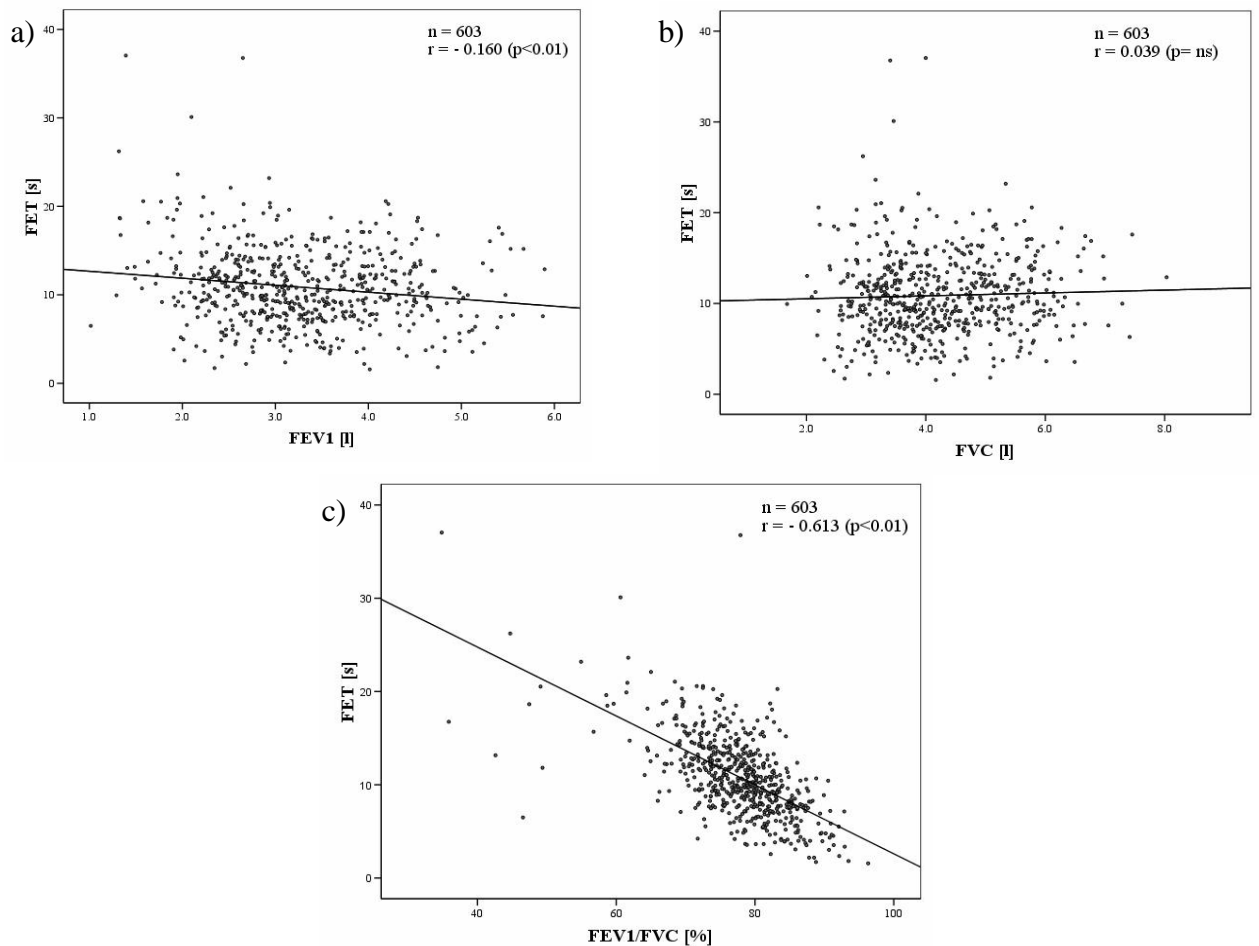 a)
n = 603
r = - 0.160 (p<0.01)
40
30
20
10
0
FET [s]
1.0 2.0 3.0 4.0 5.0 6.0
FEV1 [l]
b)
n = 603
r = 0.039 (p= ns)
40
30
20
10
0
FET [s]
2.0 4.0 6.0 8.0
FVC [l]
c)
n = 603
r = - 0.613 (p<0.01)
40
30
20
10
0
FET [s]
40 60 80 100
FEV1/FVC [%]